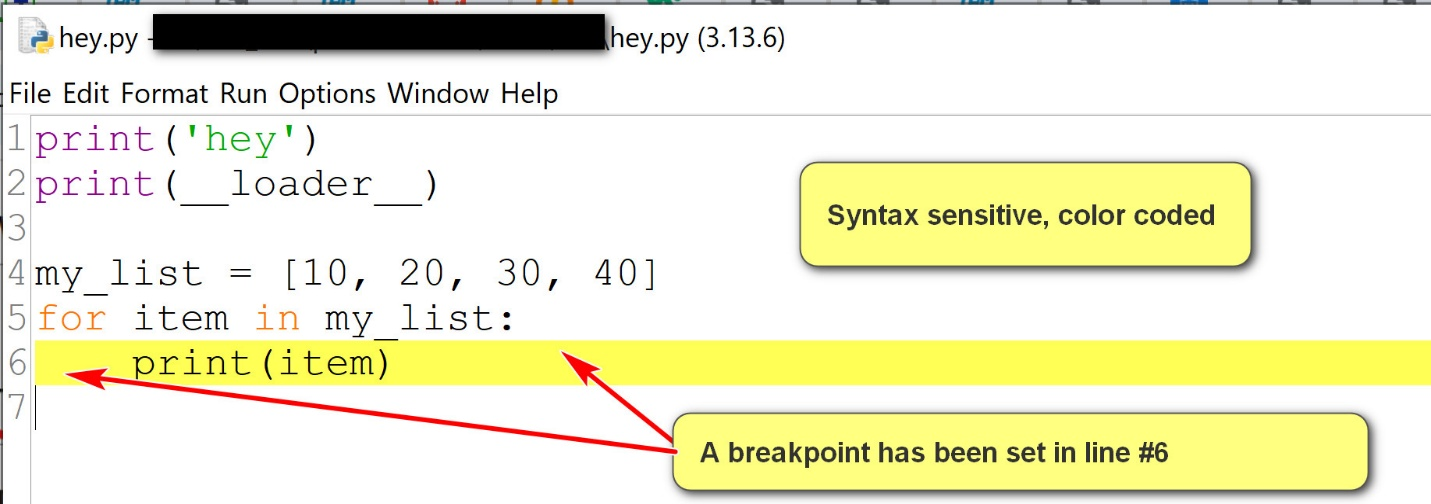 hey.py - \hey.py (3.13.6)
File Edit Format Run Options Window Help
1 print('hey')
2 print(__loader__)
3
4 my_list = [10, 20, 30, 40]
5 for item in my_list:
6     print(item)
7
Syntax sensitive, color coded
A breakpoint has been set in line #6